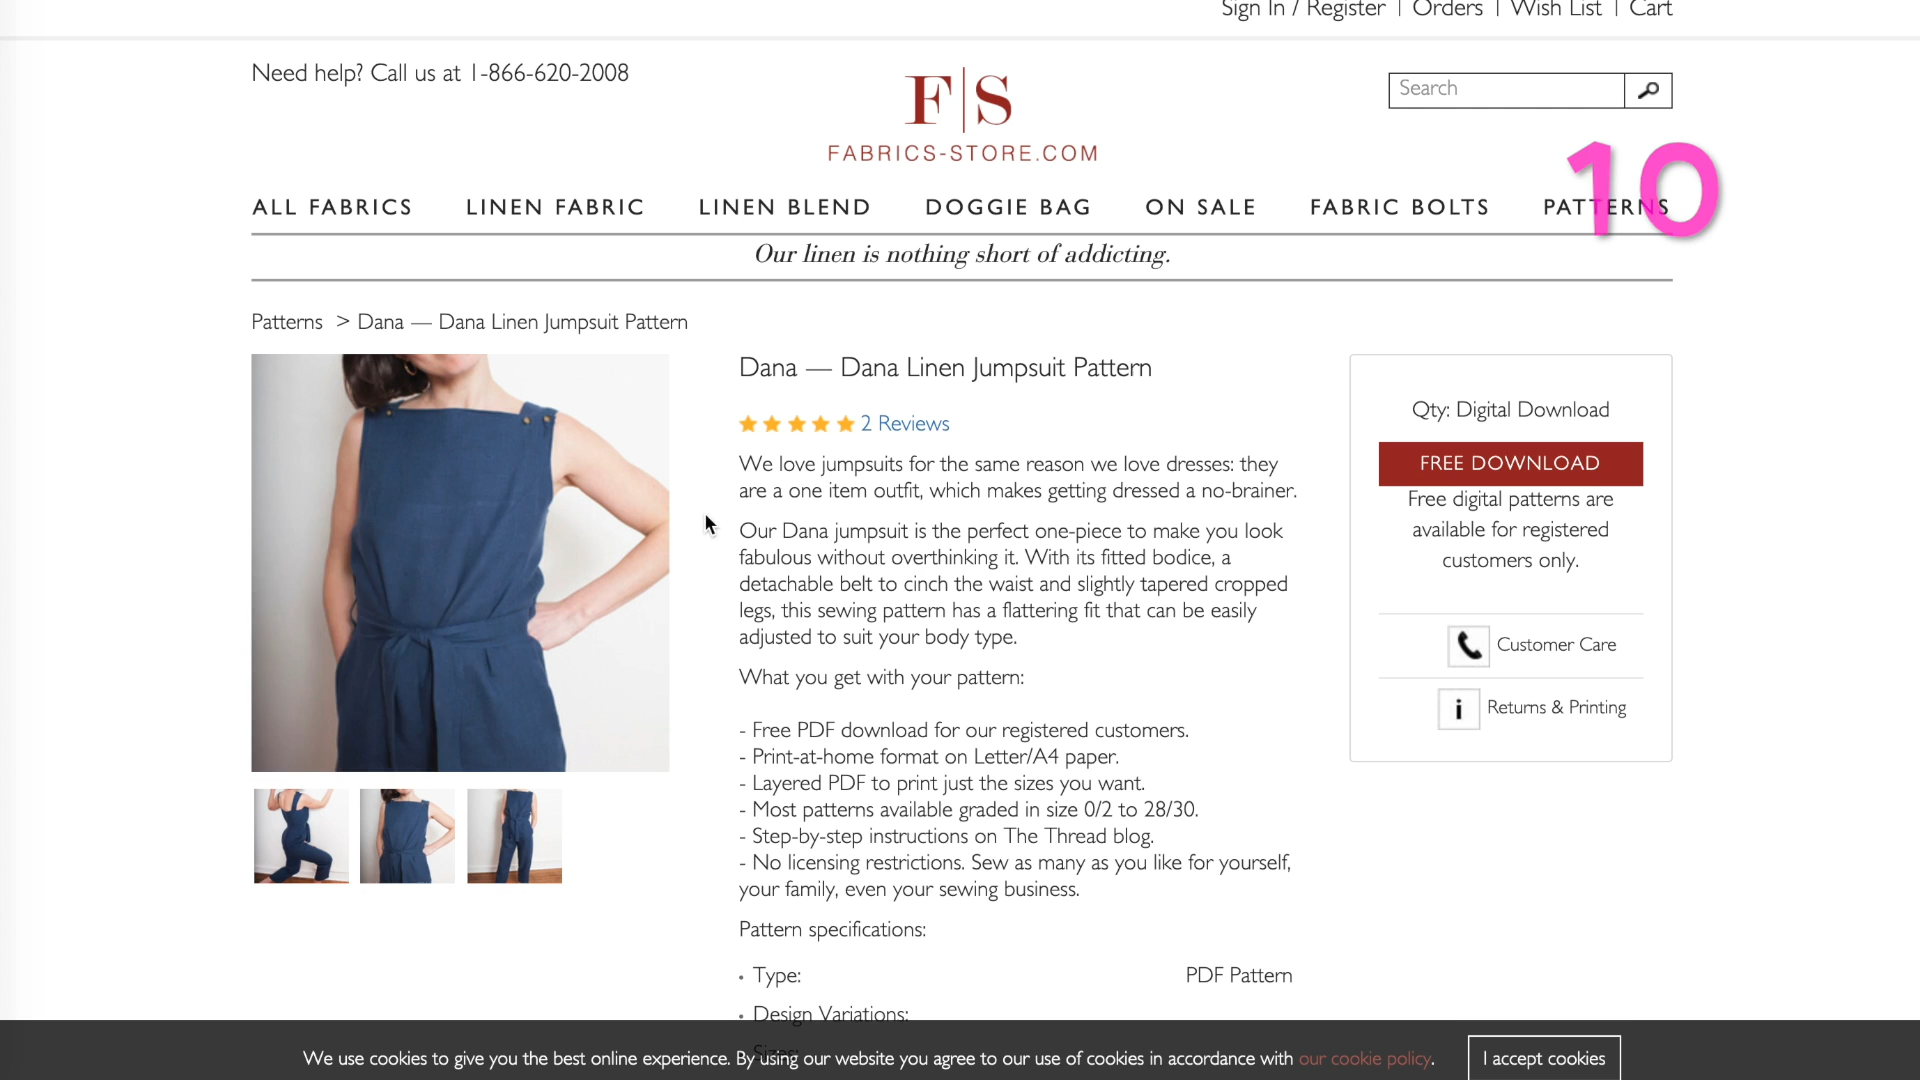 Sign In / Register | Orders | Wish List | Cart
Need help? Call us at 1-866-620-2008
F|S
FABRICS-STORE.COM
Search
10
ALL FABRICS LINEN FABRIC LINEN BLEND DOGGIE BAG ON SALE FABRIC BOLTS PATTERNS
Our linen is nothing short of addicting.
Patterns > Dana — Dana Linen Jumpsuit Pattern
Dana — Dana Linen Jumpsuit Pattern
2 Reviews
We love jumpsuits for the same reason we love dresses: they
are a one item outfit, which makes getting dressed a no-brainer.
Our Dana jumpsuit is the perfect one-piece to make you look
fabulous without overthinking it. With its fitted bodice, a
detachable belt to cinch the waist and slightly tapered cropped
legs, this sewing pattern has a flattering fit that can be easily
adjusted to suit your body type.
What you get with your pattern:
- Free PDF download for our registered customers.
- Print-at-home format on Letter/A4 paper.
- Layered PDF to print just the sizes you want.
- Most patterns available graded in size 0/2 to 28/30.
- Step-by-step instructions on The Thread blog.
- No licensing restrictions. Sew as many as you like for yourself,
your family, even your sewing business.
Pattern specifications:
• Type: PDF Pattern
• Design Variations:
Qty: Digital Download
FREE DOWNLOAD
Free digital patterns are
available for registered
customers only.
Customer Care
i Returns & Printing
We use cookies to give you the best online experience. By using our website you agree to our use of cookies in accordance with our cookie policy.
I accept cookies